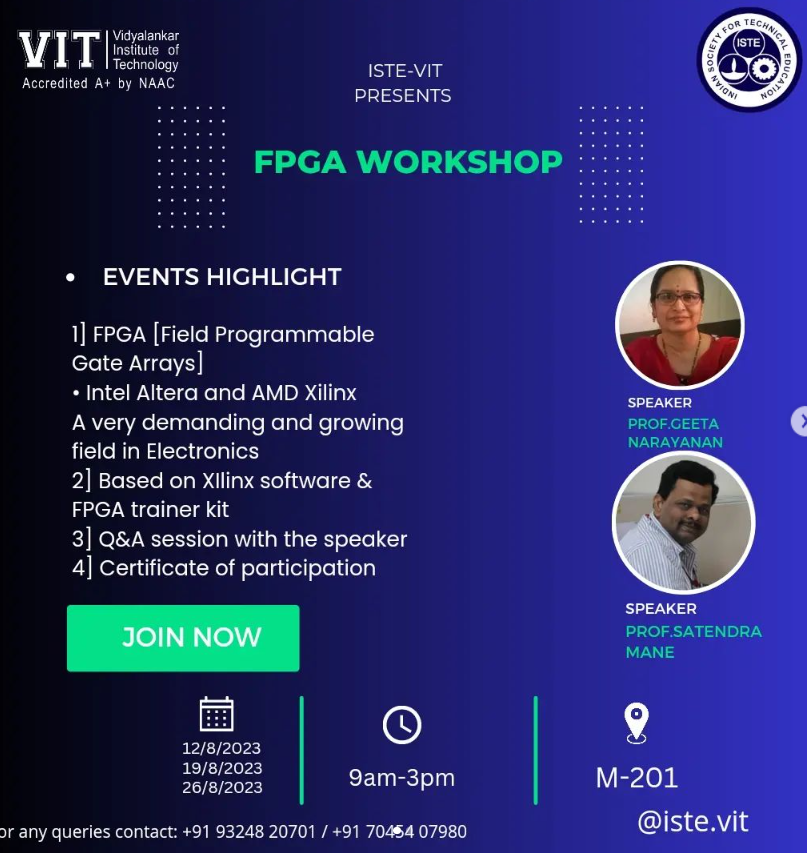 VIT
Vidyalankar
Institute of
Technology
Accredited A+ by NAAC
INDIAN SOCIETY FOR TECHNICAL EDUCATION
ISTE
ISTE-VIT
PRESENTS
FPGA WORKSHOP
• EVENTS HIGHLIGHT
1] FPGA [Field Programmable
Gate Arrays]
• Intel Altera and AMD Xilinx
A very demanding and growing
field in Electronics
2] Based on XIlinx software &
FPGA trainer kit
3] Q&A session with the speaker
4] Certificate of participation
JOIN NOW
SPEAKER
PROF.GEETA
NARAYANAN
SPEAKER
PROF.SATENDRA
MANE
12/8/2023
19/8/2023
26/8/2023
9am-3pm
M-201
@iste.vit
or any queries contact: +91 93248 20701 / +91 70454 07980